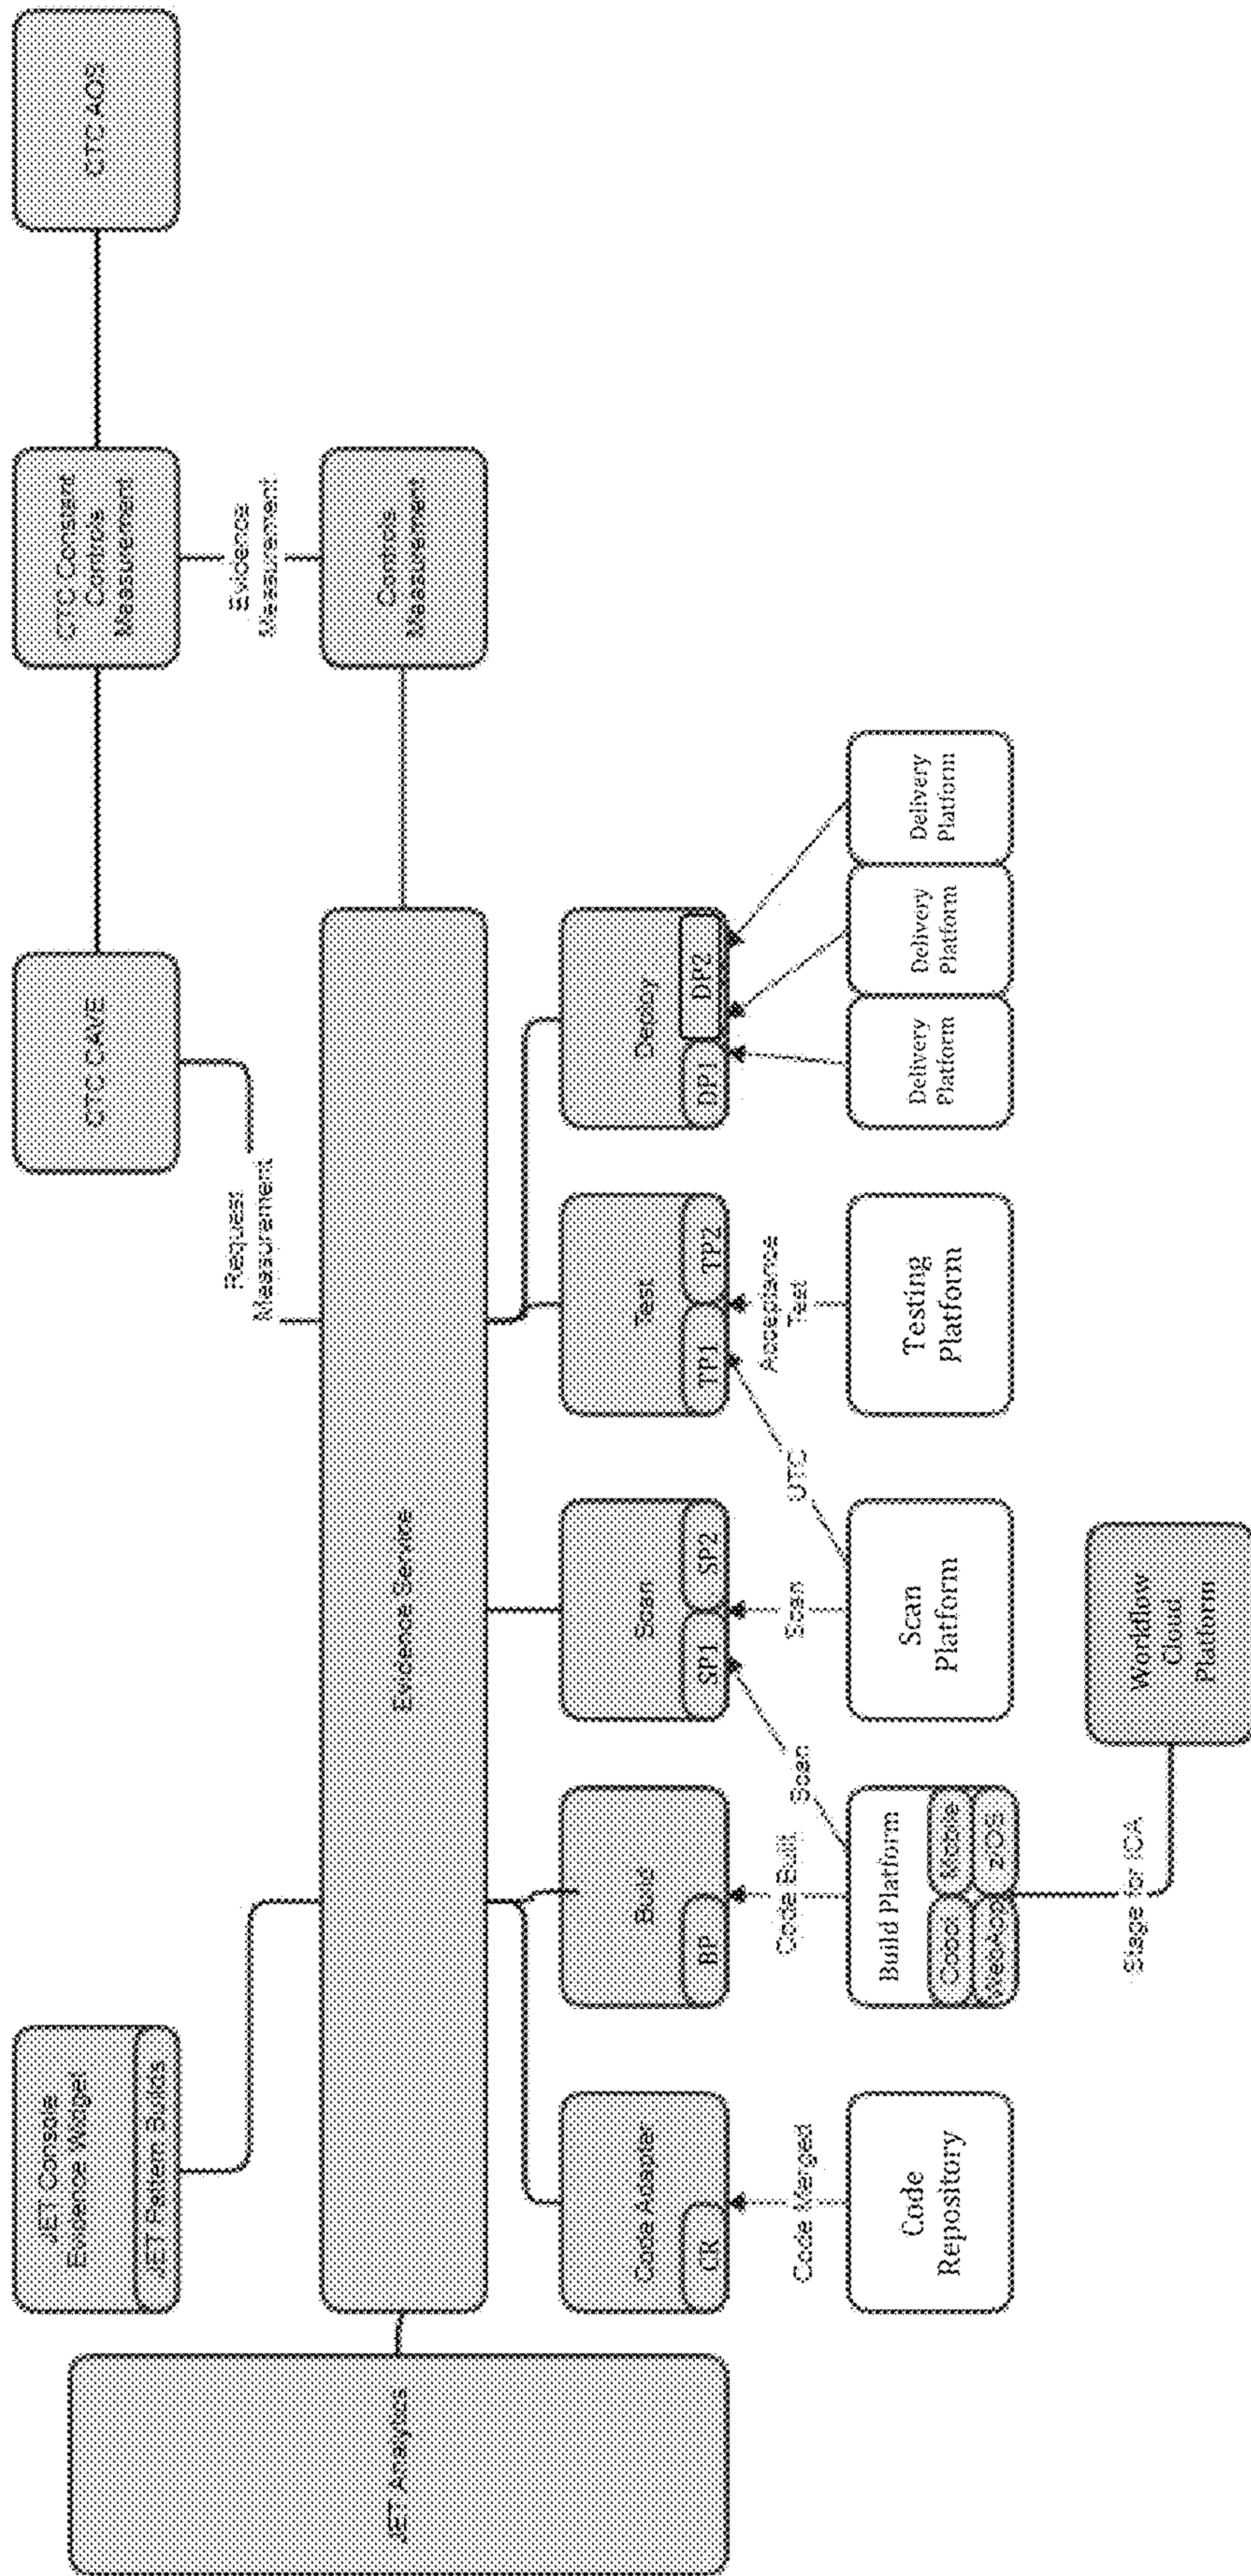 JET Console
Evidence Widget
JET Pattern Builds
CTC CAVE
CTC Constant
Controls
Measurement
CTC AOS
Request
Measurement
Evidence
Measurement
JET Analytics
Evidence Service
Controls
Measurement
Code Adapter
CR
Build
BP
Scan
SP1
SP2
Test
TP1
TP2
Deploy
DP1
DP2
Code Merged
Code Built
Scan
Scan
UTC
Acceptance
Test
Code
Repository
Build Platform
Cobol
Mobile
WebApp
z/OS
Scan
Platform
Testing
Platform
Delivery
Platform
Delivery
Platform
Delivery
Platform
Stage for ICA
Workflow
Cloud
Platform